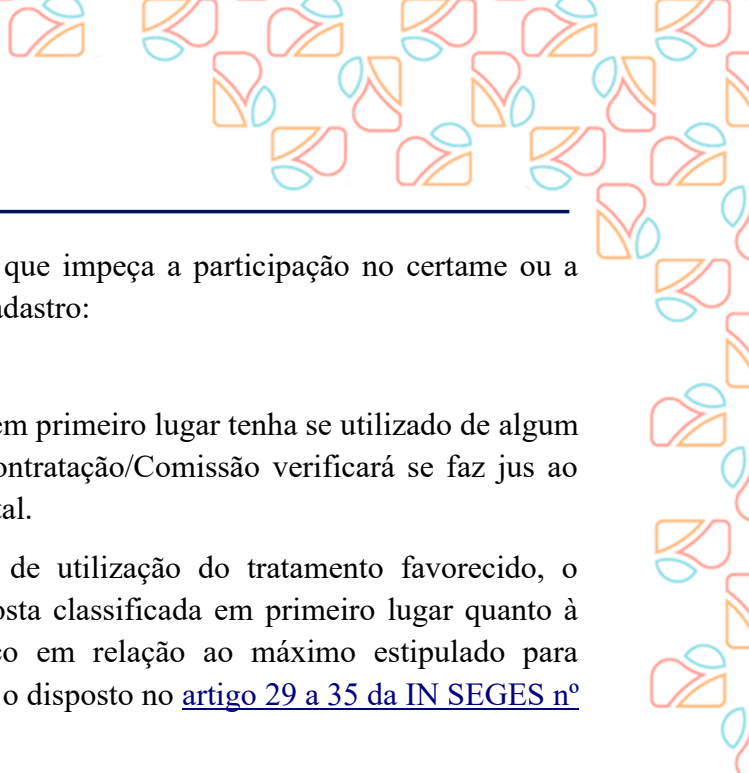 que impeça a participação no certame ou a
adastro:
em primeiro lugar tenha se utilizado de algum
ontratação/Comissão verificará se faz jus ao
tal.
de utilização do tratamento favorecido, o
osta classificada em primeiro lugar quanto à
ço em relação ao máximo estipulado para
o disposto no artigo 29 a 35 da IN SEGES nº